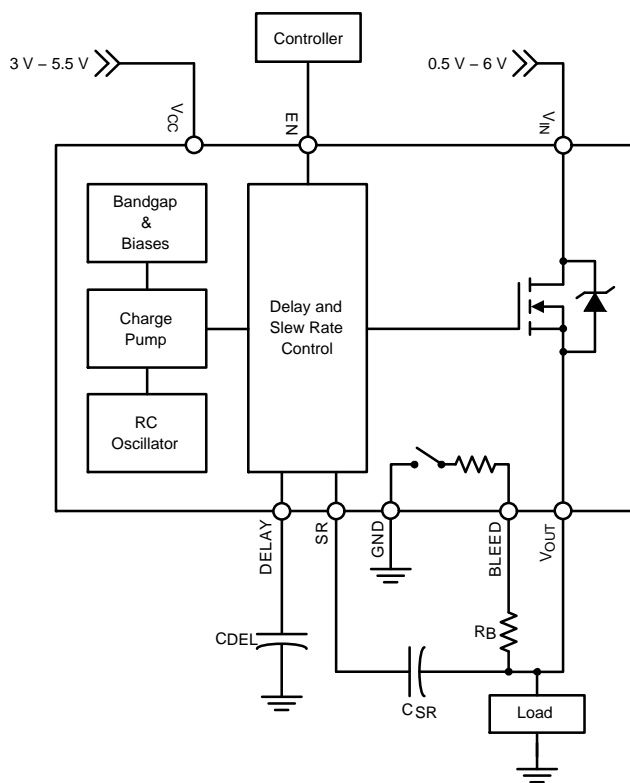 Controller
3 V – 5.5 V
0.5 V – 6 V
VCC
EN
VIN
Bandgap
&
Biases
Charge
Pump
RC
Oscillator
Delay and
Slew Rate
Control
DELAY
SR
GND
BLEED
VOUT
CDEL
RB
CSR
Load